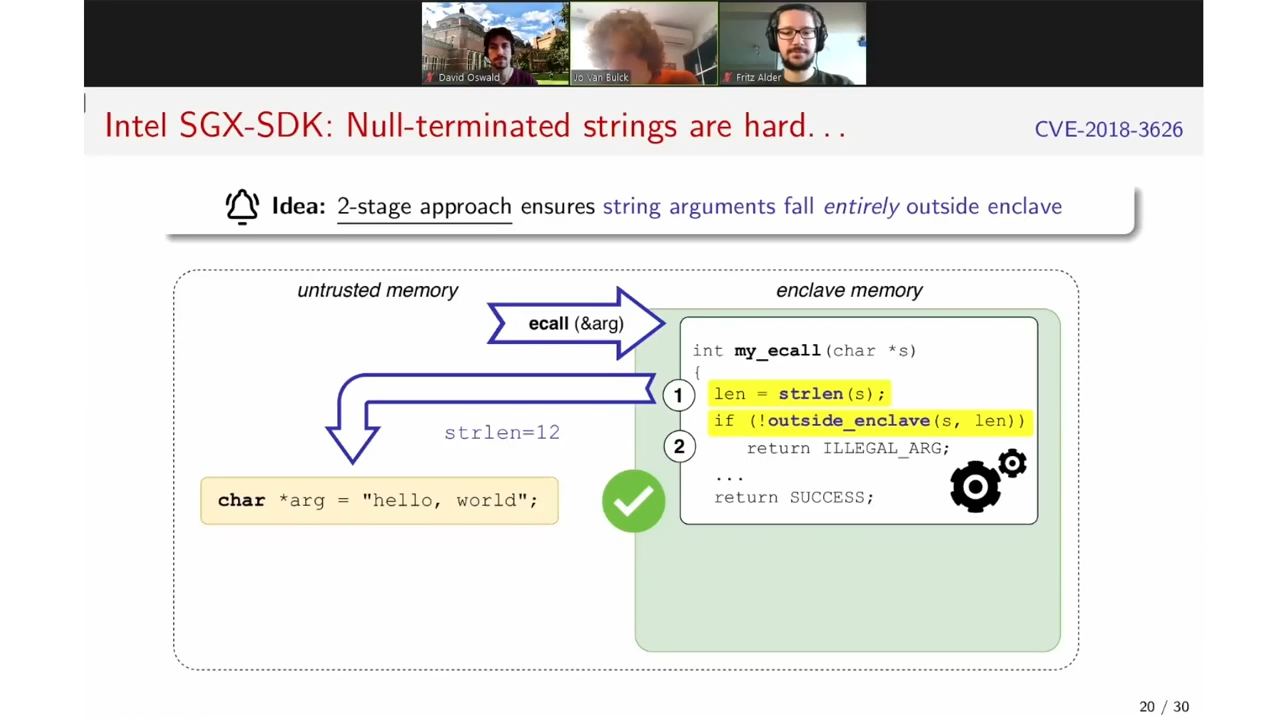 David Oswald
Jo Van Bulck
Fritz Alder
Intel SGX-SDK: Null-terminated strings are hard...
CVE-2018-3626
Idea: 2-stage approach ensures string arguments fall entirely outside enclave
untrusted memory
enclave memory
ecall (&arg)
int my_ecall(char *s)
{
1
len = strlen(s);
if (!outside_enclave(s, len))
2
return ILLEGAL_ARG;
...
return SUCCESS;
strlen=12
char *arg = "hello, world";
20 / 30